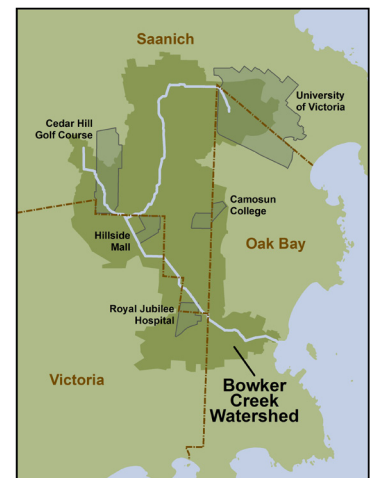 Saanich
University
of Victoria
Cedar Hill
Golf Course
Camosun
College
Hillside
Mall
Oak Bay
Royal Jubilee
Hospital
Victoria
Bowker
Creek
Watershed